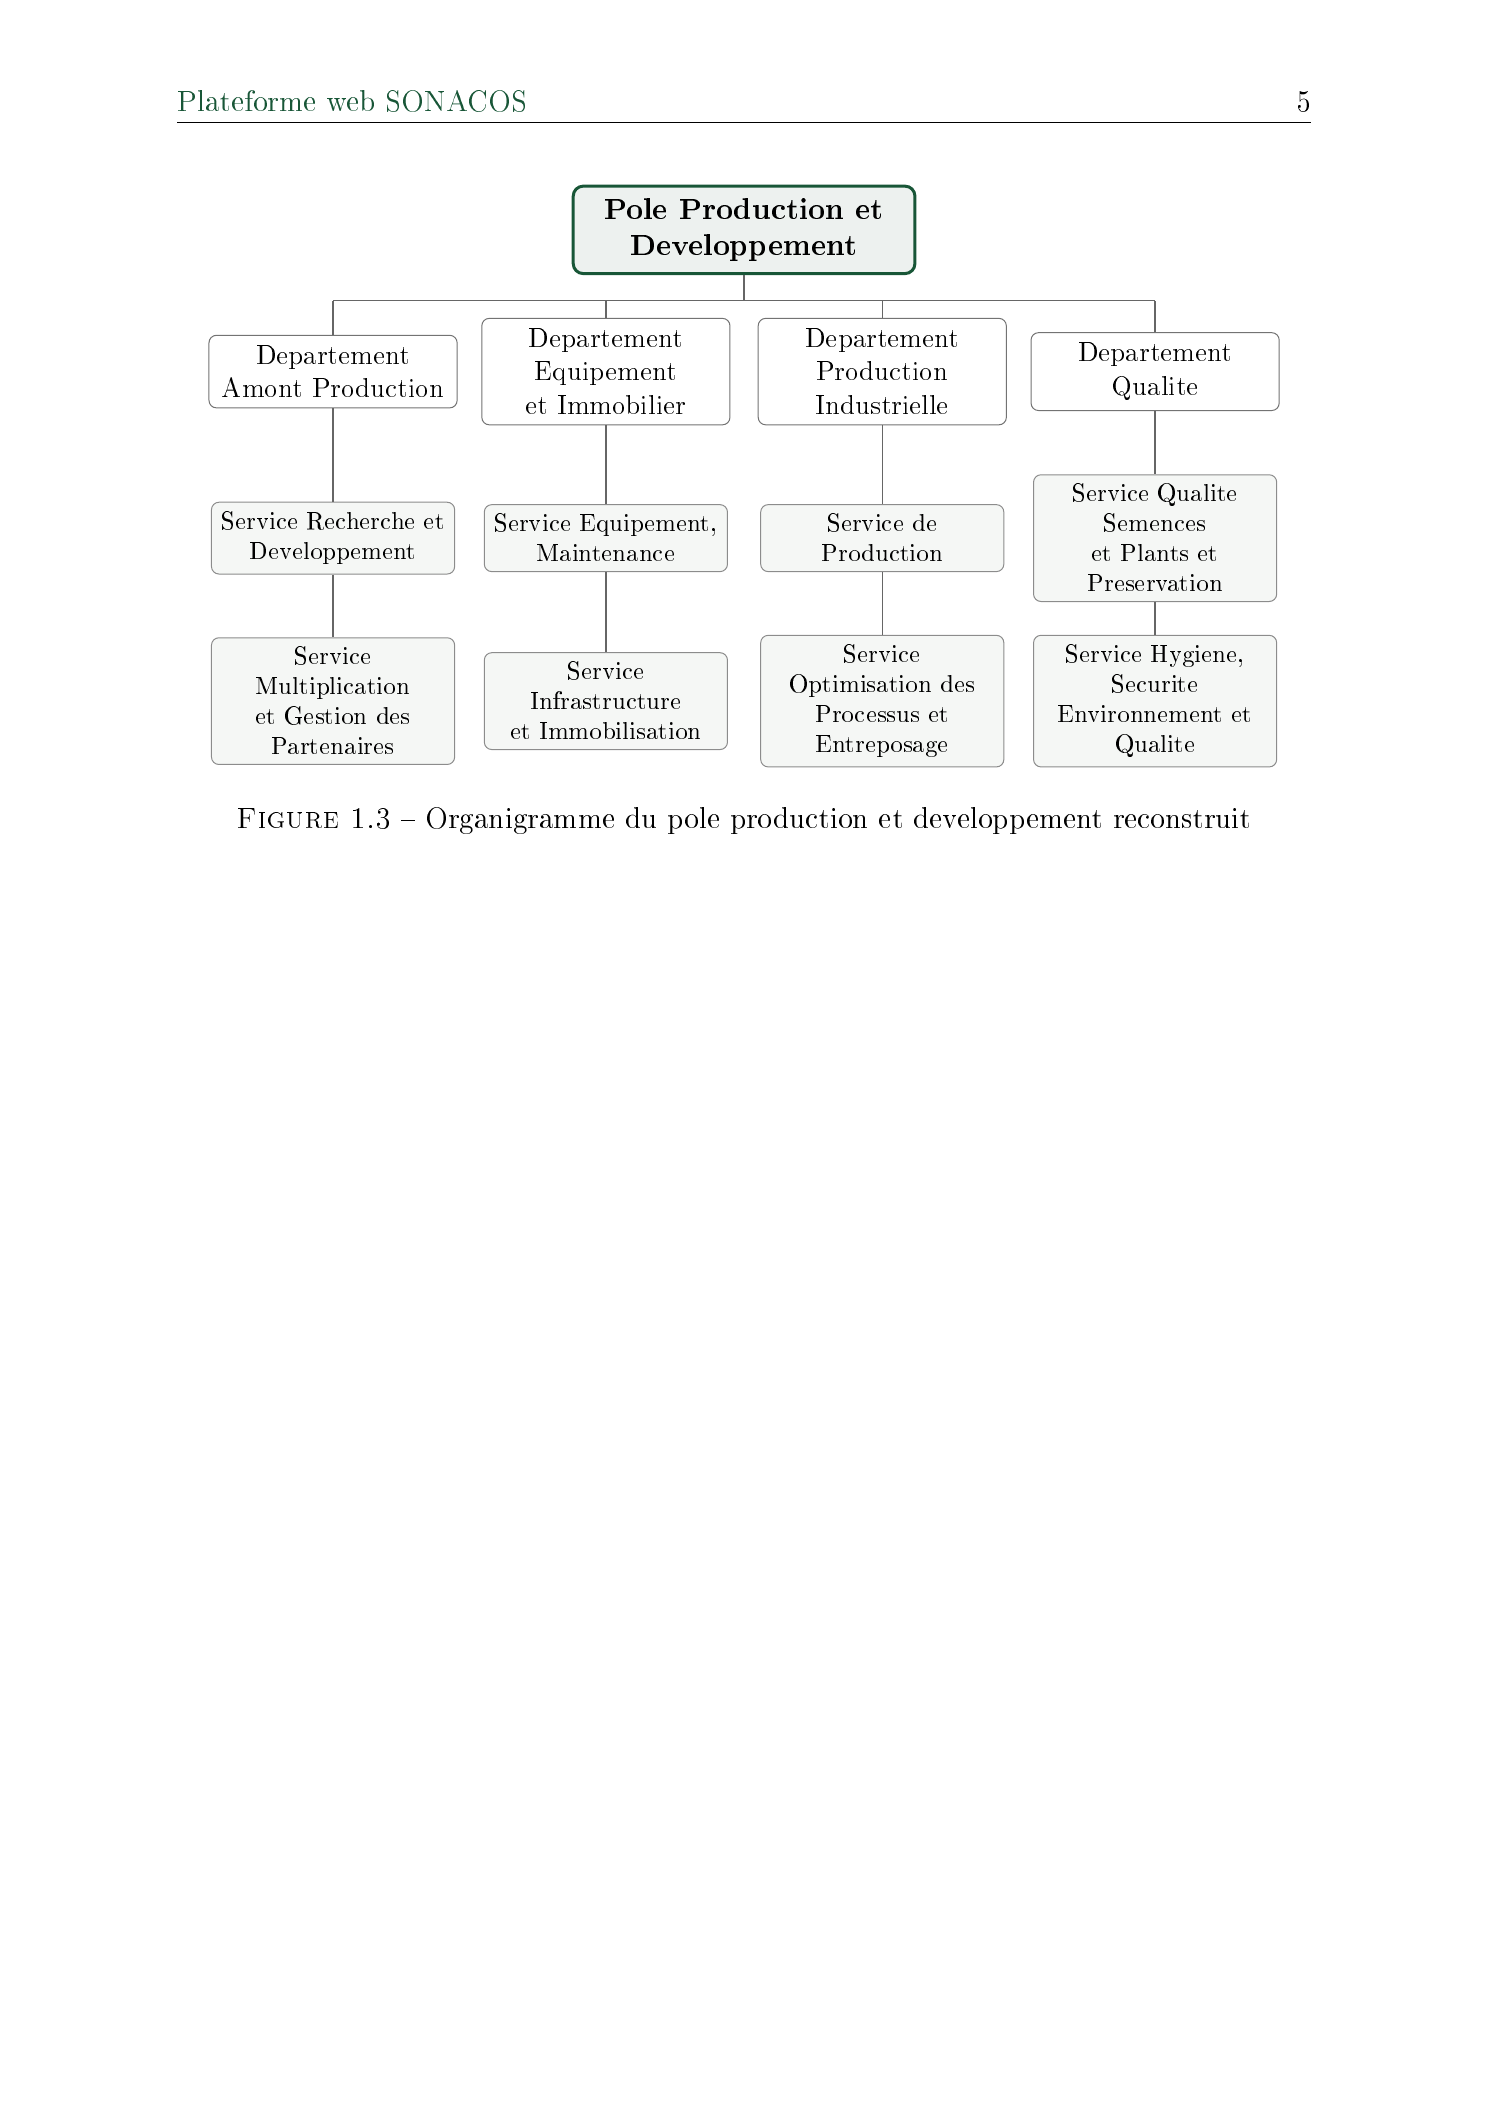 Plateforme web SONACOS
5
Pole Production et
Developpement
Departement
Amont Production
Departement
Equipement
et Immobilier
Departement
Production
Industrielle
Departement
Qualite
Service Recherche et
Developpement
Service Equipement,
Maintenance
Service de
Production
Service Qualite
Semences
et Plants et
Preservation
Service
Multiplication
et Gestion des
Partenaires
Service
Infrastructure
et Immobilisation
Service
Optimisation des
Processus et
Entreposage
Service Hygiene,
Securite
Environnement et
Qualite
FIGURE 1.3 – Organigramme du pole production et developpement reconstruit